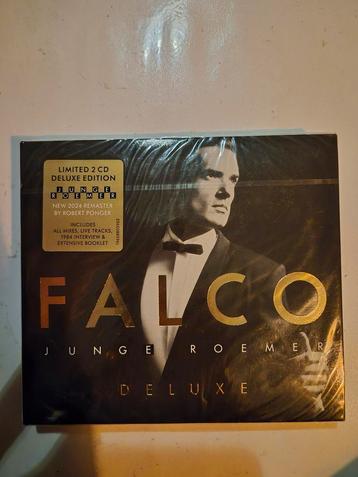 LIMITED 2 CD
DELUXE EDITION
JUNGE
ROEMER
NEW 2024 REMASTER
BY ROBERT PONGER
INCLUDES
ALL MIXES, LIVE TRACKS,
1984 INTERVIEW &
EXTENSIVE BOOKLET
FALCO
JUNGE ROEMER
DELUXE